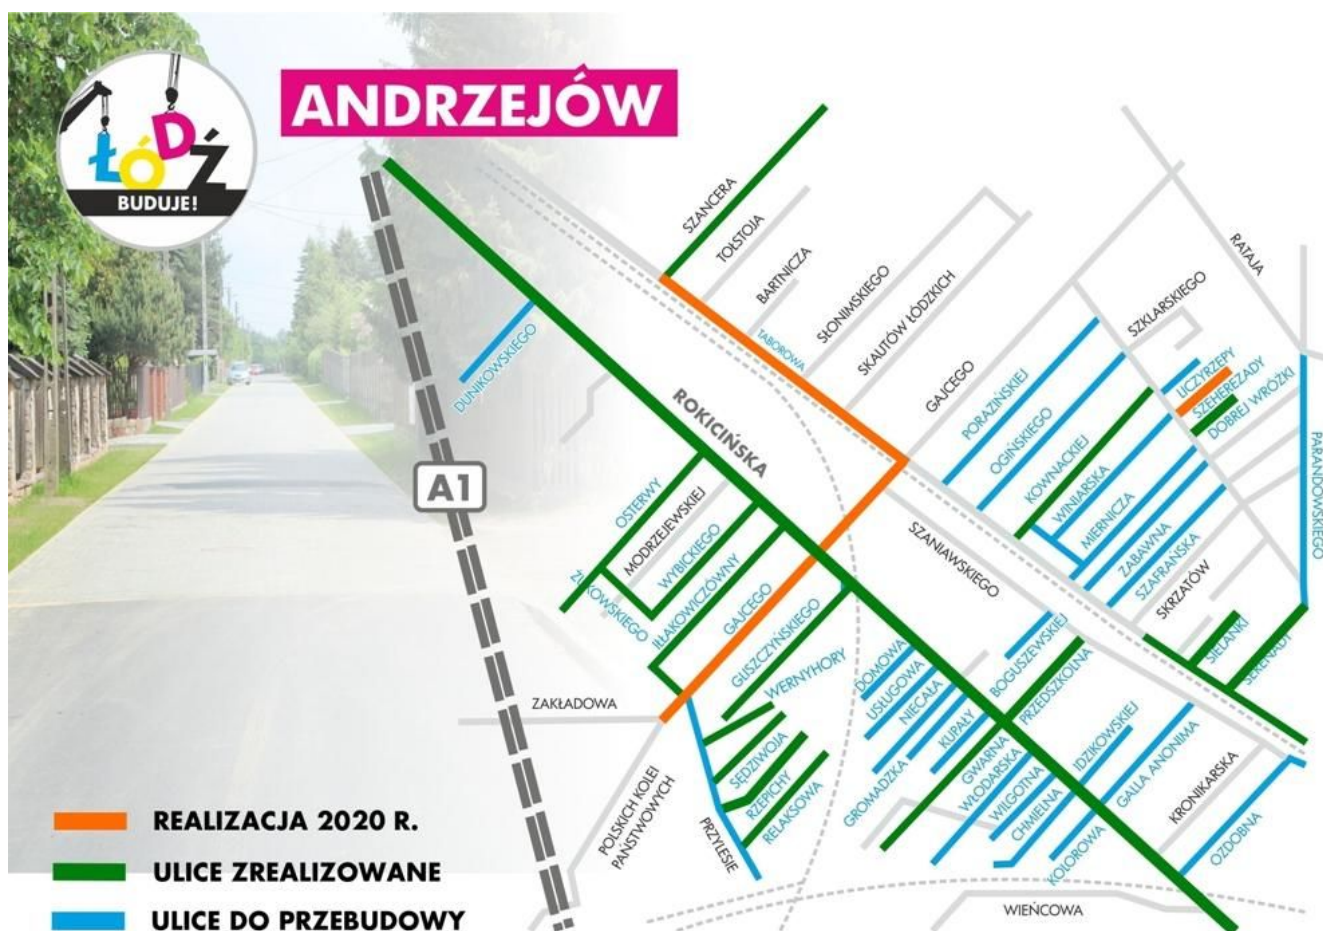 ŁÓDŹ
BUDUJE!
ANDRZEJÓW
SZANCERA
TOŁSTOJA
BARTNICZA
TABOROWA
SŁONIMSKIEGO
SKAUTÓW ŁÓDZKICH
GAJCEGO
RATAJA
SZKLARSKIEGO
LICZYRZEPY
SZEHEREZADY
DOBREJ WRÓŻKI
PARANDOWSKIEGO
PORAZIŃSKIEJ
OGIŃSKIEGO
KOWNACKIEJ
WINIARSKA
MIERNICZA
ZABAWNA
SZAFRAŃSKA
SKRZATÓW
SIELANKI
SERENADY
DUNIKOWSKIEGO
ROKICIŃSKA
A1
OSTERWY
MODRZEJEWSKIEJ
WYBICKIEGO
ŻUKOWSKIEGO
IŁŁAKOWICZÓWNY
GAJCEGO
GUSZCZYŃSKIEGO
SZANIAWSKIEGO
WERNYHORY
DOMOWA
USŁUGOWA
NIECAŁA
KUPAŁY
BOGUSZEWSKIEJ
PRZEDSZKOLNA
ZAKŁADOWA
SĘDZIWOJA
RZEPICHY
RELAKSOWA
GROMADZKA
GWARNA
WŁODARSKA
WILGOTNA
CHMIELNA
IDZIKOWSKIEJ
KOLOROWA
GALLA ANONIMA
KRONIKARSKA
OZDOBNA
POLSKICH KOLEI
PAŃSTWOWYCH
PRZYLESIE
WIEŃCOWA
REALIZACJA 2020 R.
ULICE ZREALIZOWANE
ULICE DO PRZEBUDOWY